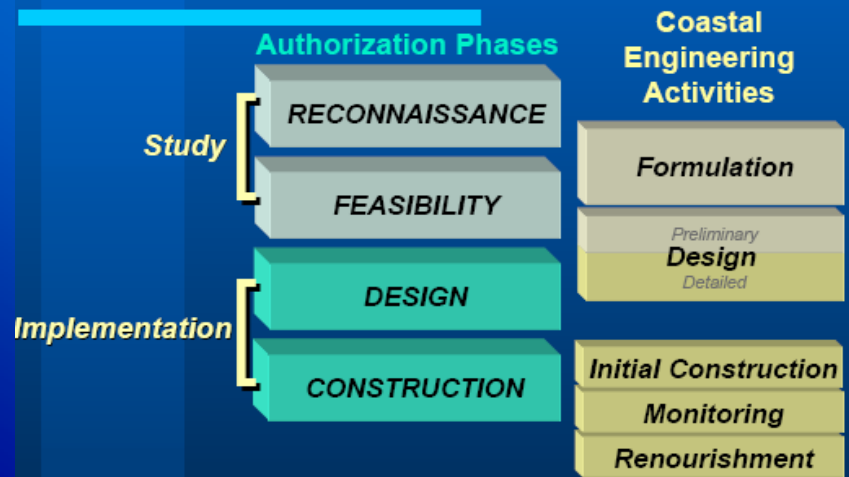 Authorization Phases
Study
RECONNAISSANCE
FEASIBILITY
Implementation
DESIGN
CONSTRUCTION
Coastal
Engineering
Activities
Formulation
Preliminary
Design
Detailed
Initial Construction
Monitoring
Renourishment